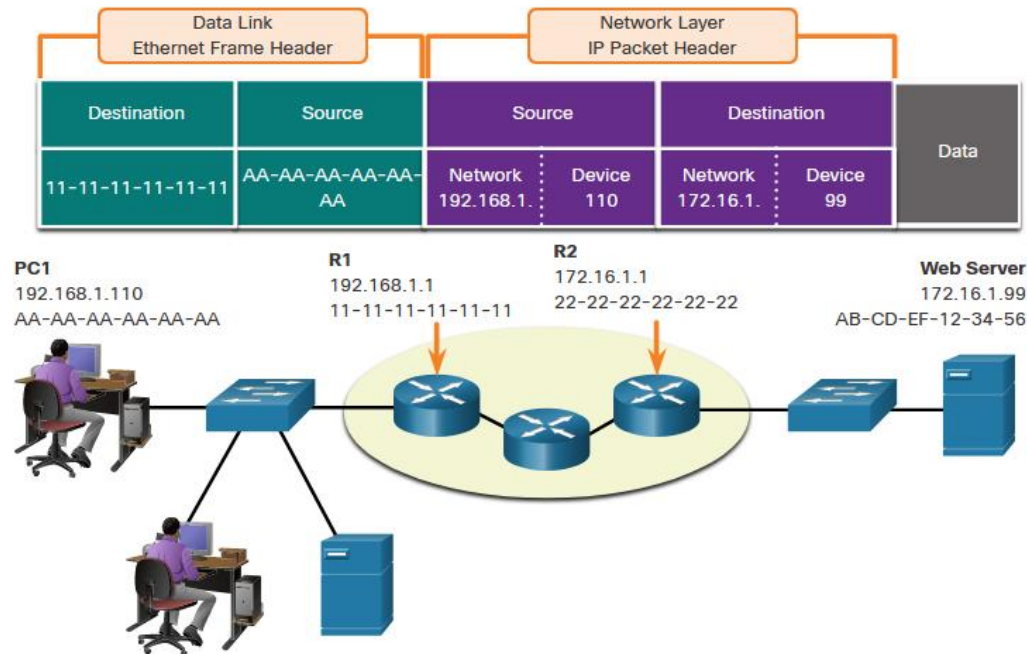 Data Link
Ethernet Frame Header
Network Layer
IP Packet Header
Destination
Source
Source
Destination
Data
11-11-11-11-11-11
AA-AA-AA-AA-AA-
AA
Network
192.168.1.
Device
110
Network
172.16.1.
Device
99
PC1
192.168.1.110
AA-AA-AA-AA-AA-AA
R1
192.168.1.1
11-11-11-11-11-11
R2
172.16.1.1
22-22-22-22-22-22
Web Server
172.16.1.99
AB-CD-EF-12-34-56